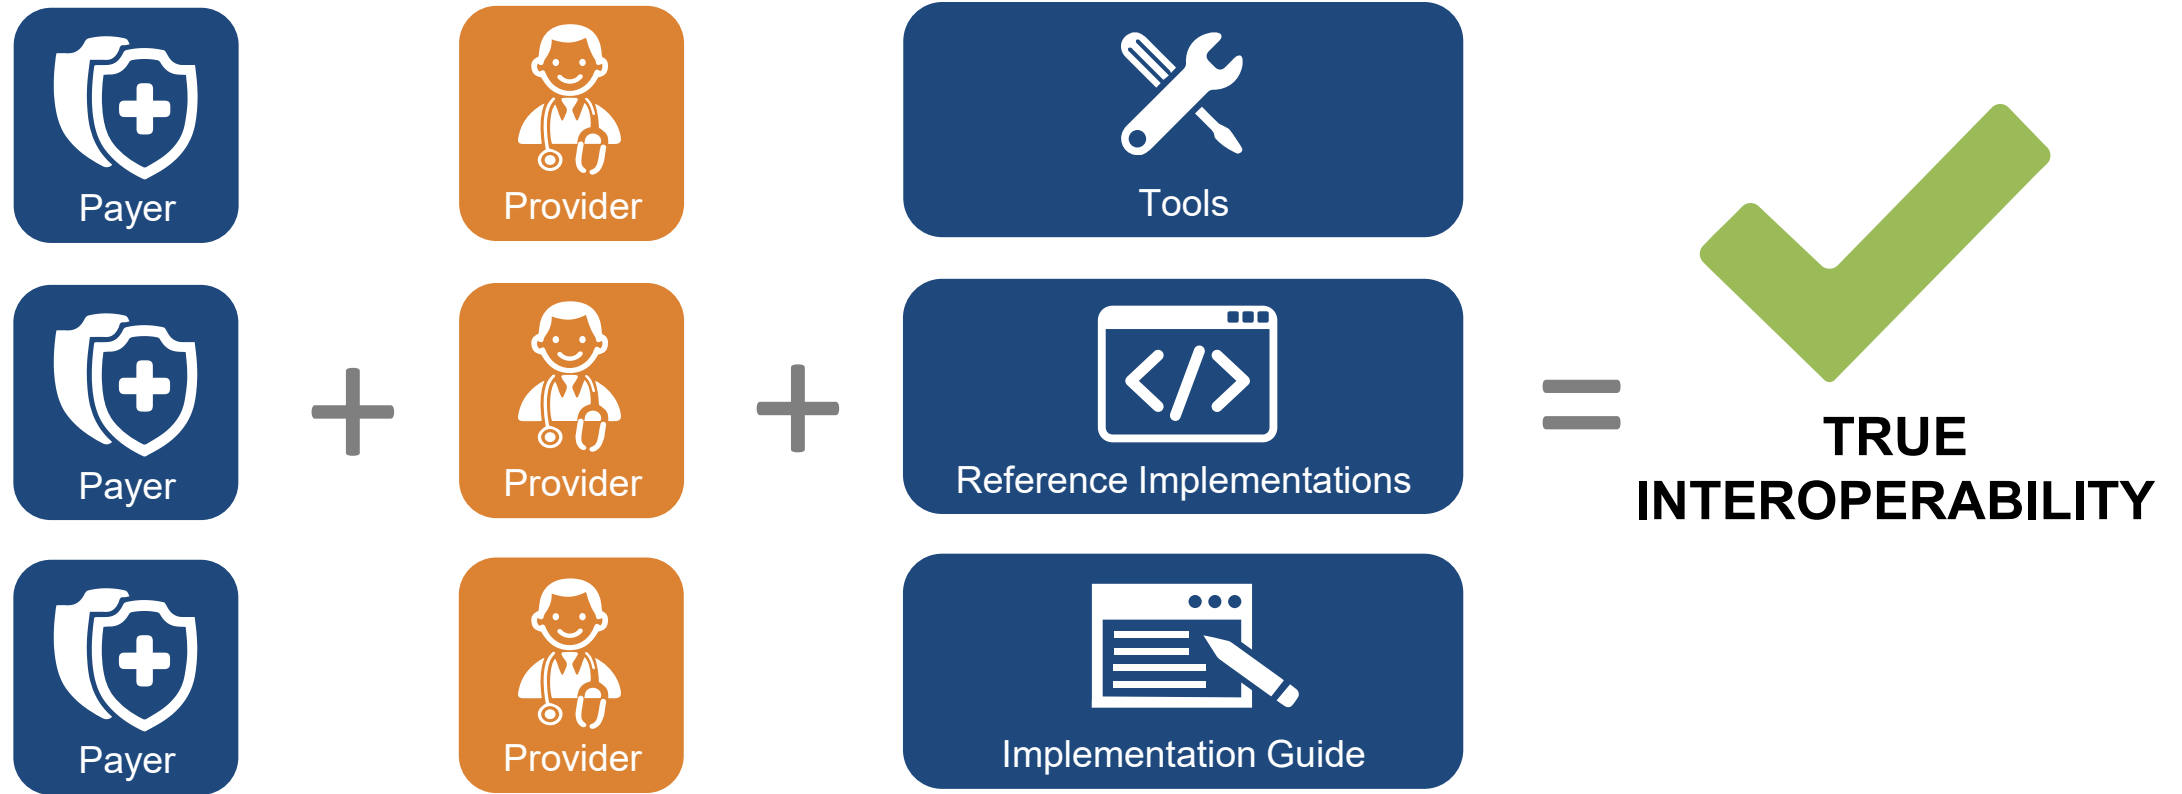 Payer
Provider
Tools
Payer
Provider
Reference Implementations
TRUE
INTEROPERABILITY
Payer
Provider
Implementation Guide